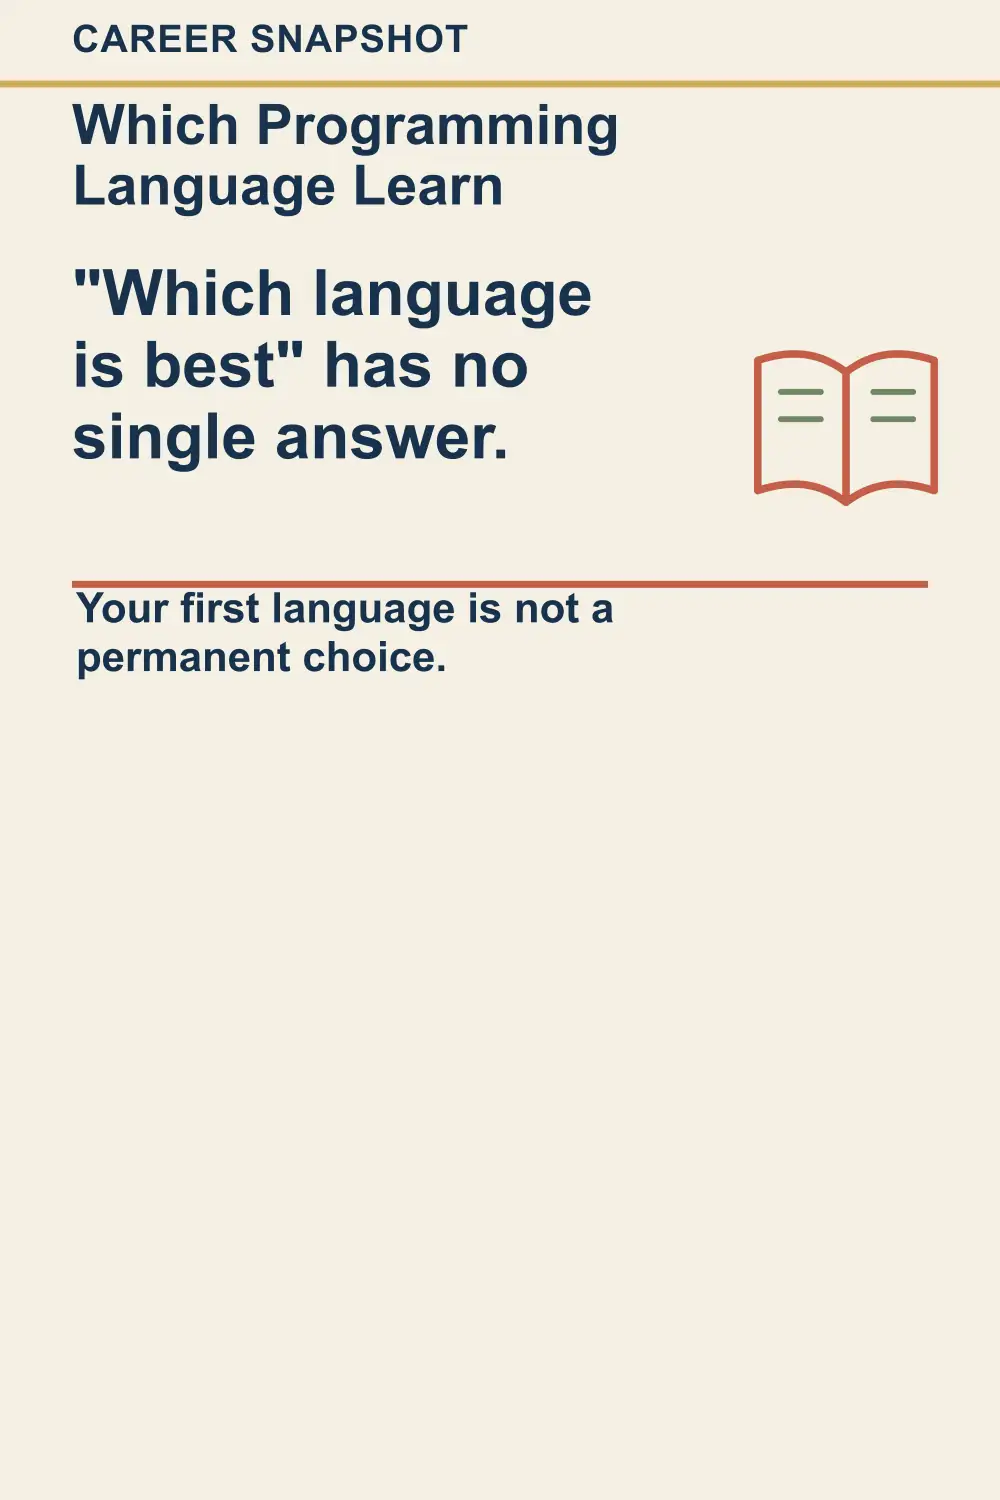 CAREER SNAPSHOT
Which Programming
Language Learn
"Which language
is best" has no
single answer.
Your first language is not a
permanent choice.